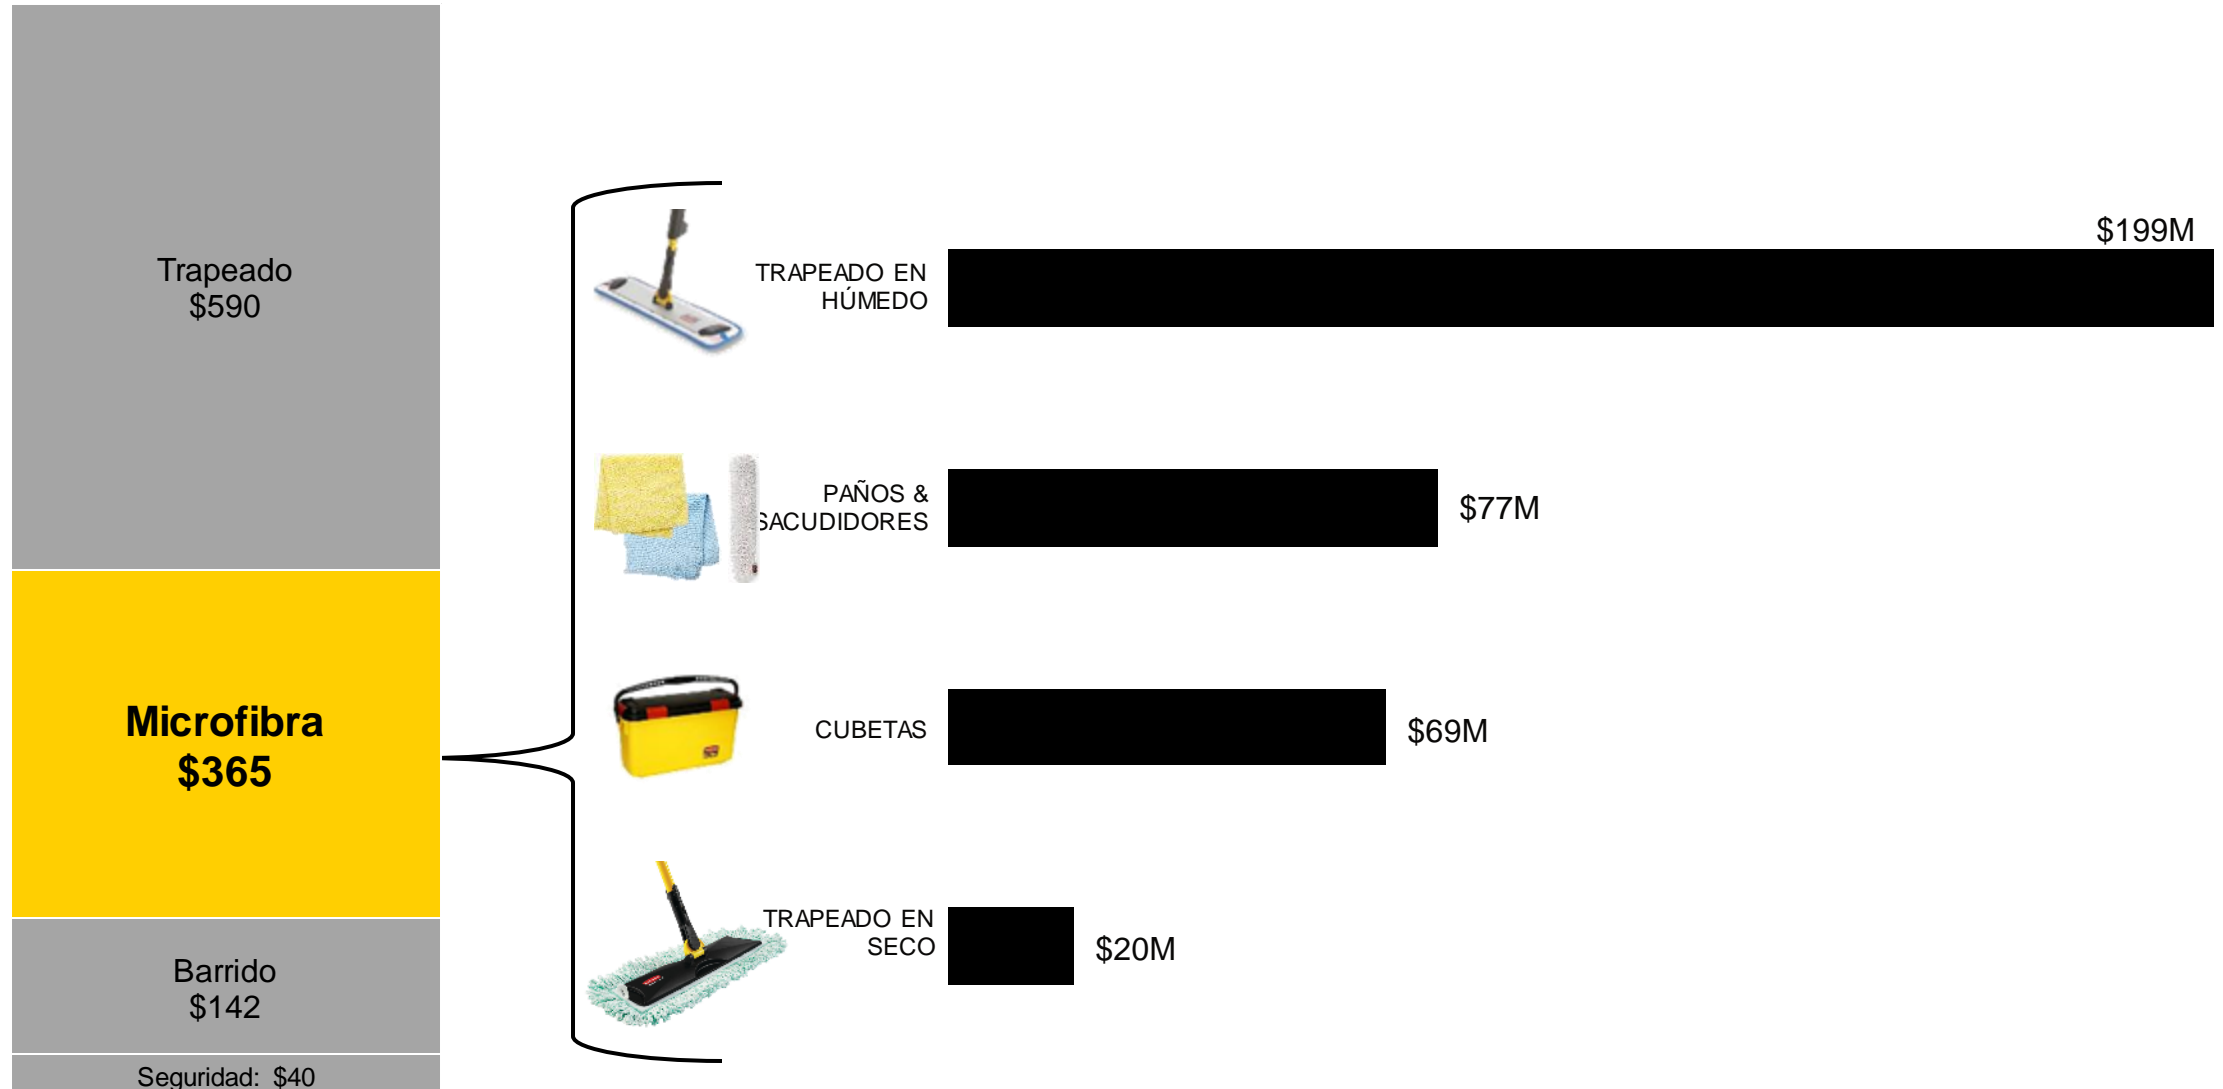 Trapeado
$590
Microfibra
$365
Barrido
$142
Seguridad: $40
$199M
TRAPEADO EN
HÚMEDO
PAÑOS &
SACUDIDORES
$77M
CUBETAS
$69M
TRAPEADO EN
SECO
$20M